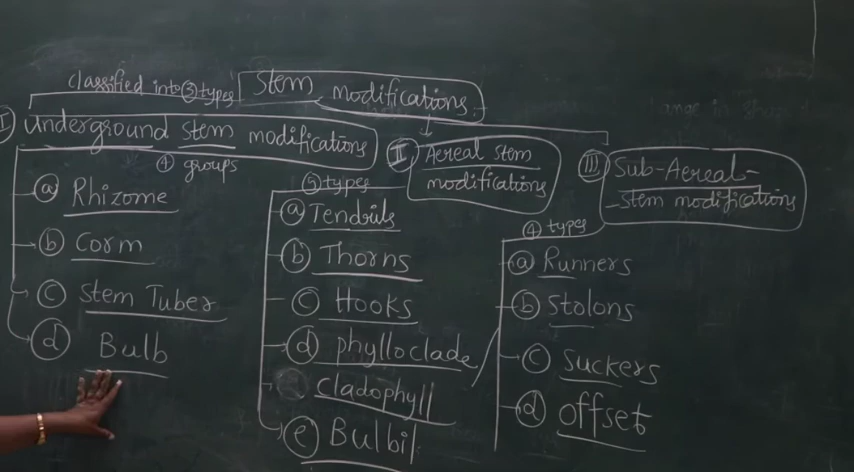 classified into ③ types
Stem modifications
I underground stem modifications
④ groups
ⓐ Rhizome
ⓑ Corm
ⓒ Stem Tuber
ⓓ Bulb
II Aereal stem
modifications
⑤ types
ⓐ Tendrils
ⓑ Thorns
ⓒ Hooks
ⓓ phylloclade
cladophyll
ⓔ Bulbil
III Sub-Aereal-
-stem modifications
④ types
ⓐ Runners
ⓑ Stolons
ⓒ Suckers
ⓓ offset